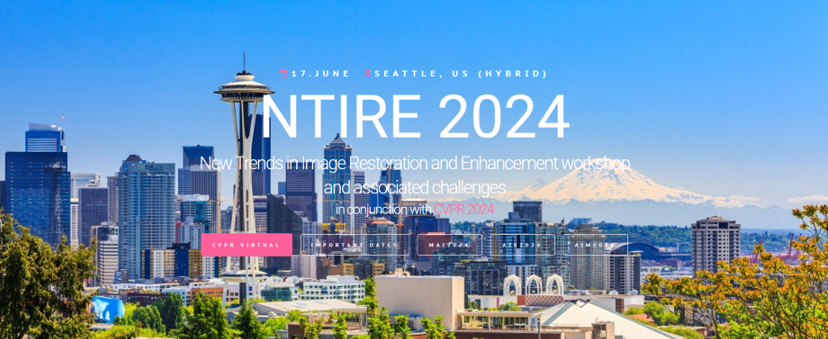 17.JUNE SEATTLE, US (HYBRID)
NTIRE 2024
New Trends in Image Restoration and Enhancement workshop
and associated challenges
in conjunction with CVPR 2024
CVPR VIRTUAL IMPORTANT DATES MAI2024 AIS2024 AIM2024